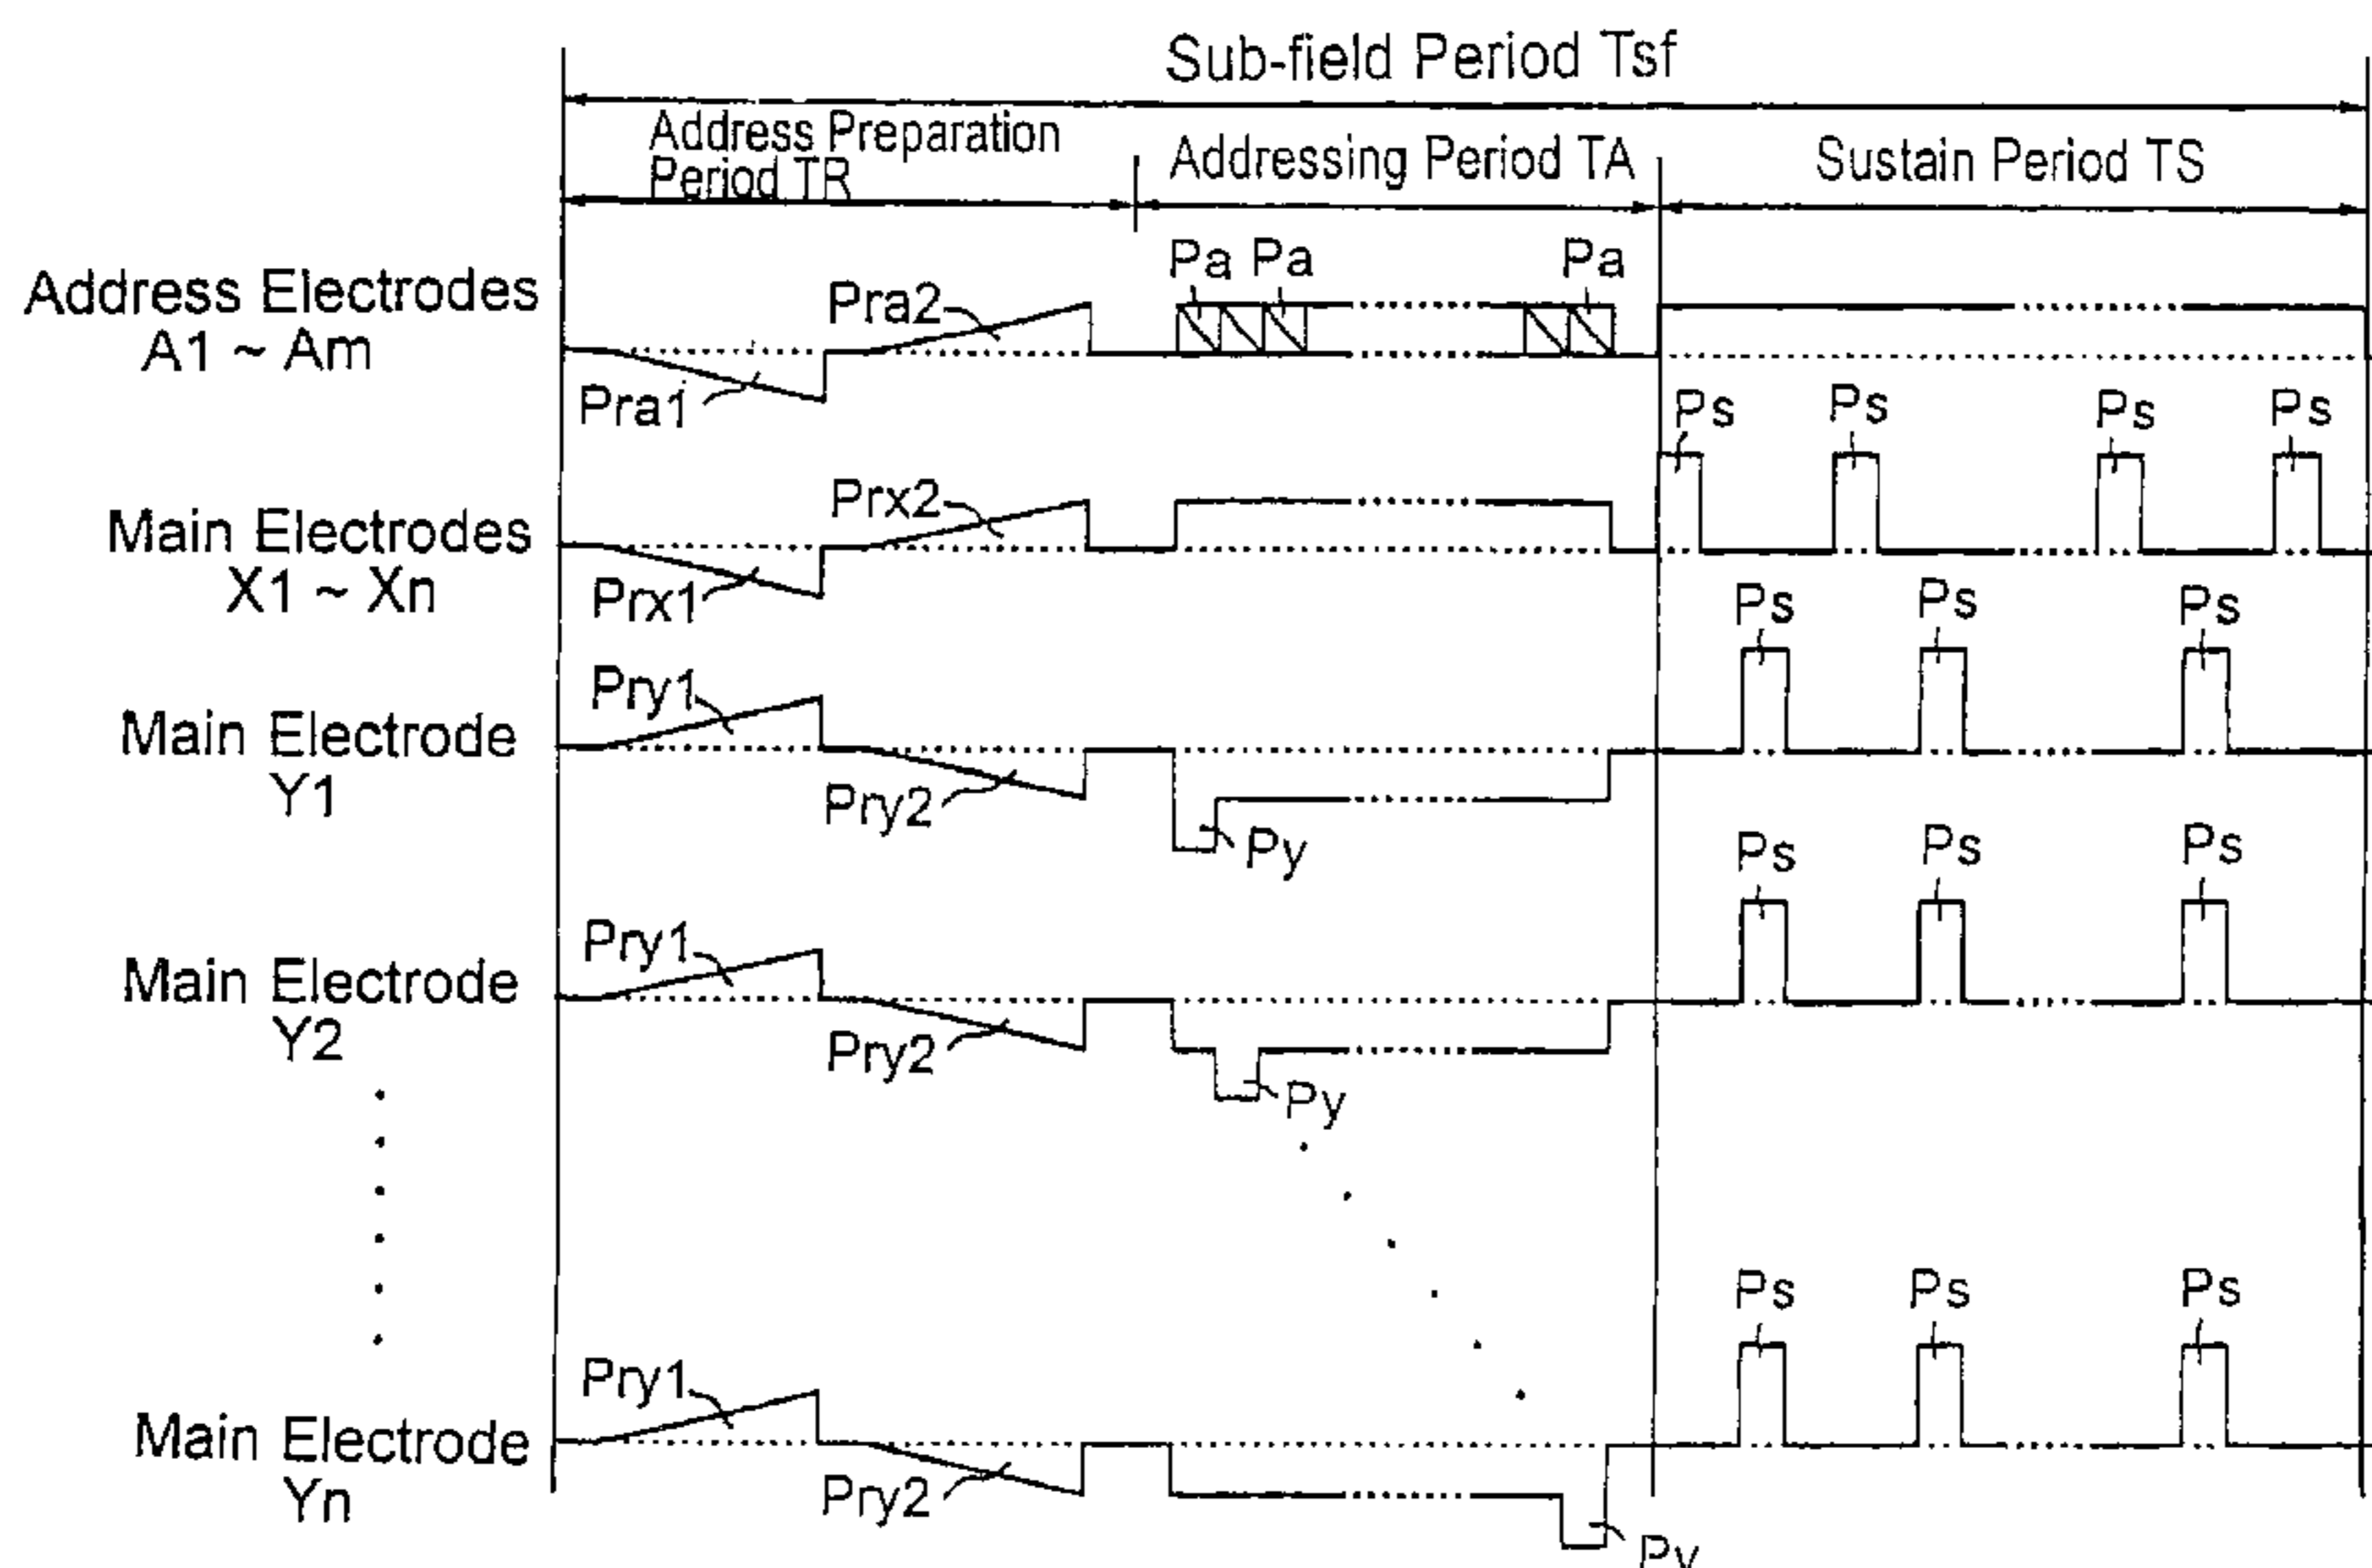 Sub-field Period Tsf
Address Preparation
Period TR
Addressing Period TA
Sustain Period TS
Pa Pa Pa
Address Electrodes
A1 ~ Am
Pra2
Pra1
Ps Ps Ps Ps
Main Electrodes
X1 ~ Xn
Prx2
Prx1
Ps Ps Ps
Main Electrode
Y1
Pry1
Pry2
Py
Ps Ps Ps
Main Electrode
Y2
Pry1
Pry2
Py
Ps Ps Ps
Main Electrode
Yn
Pry1
Pry2
Py